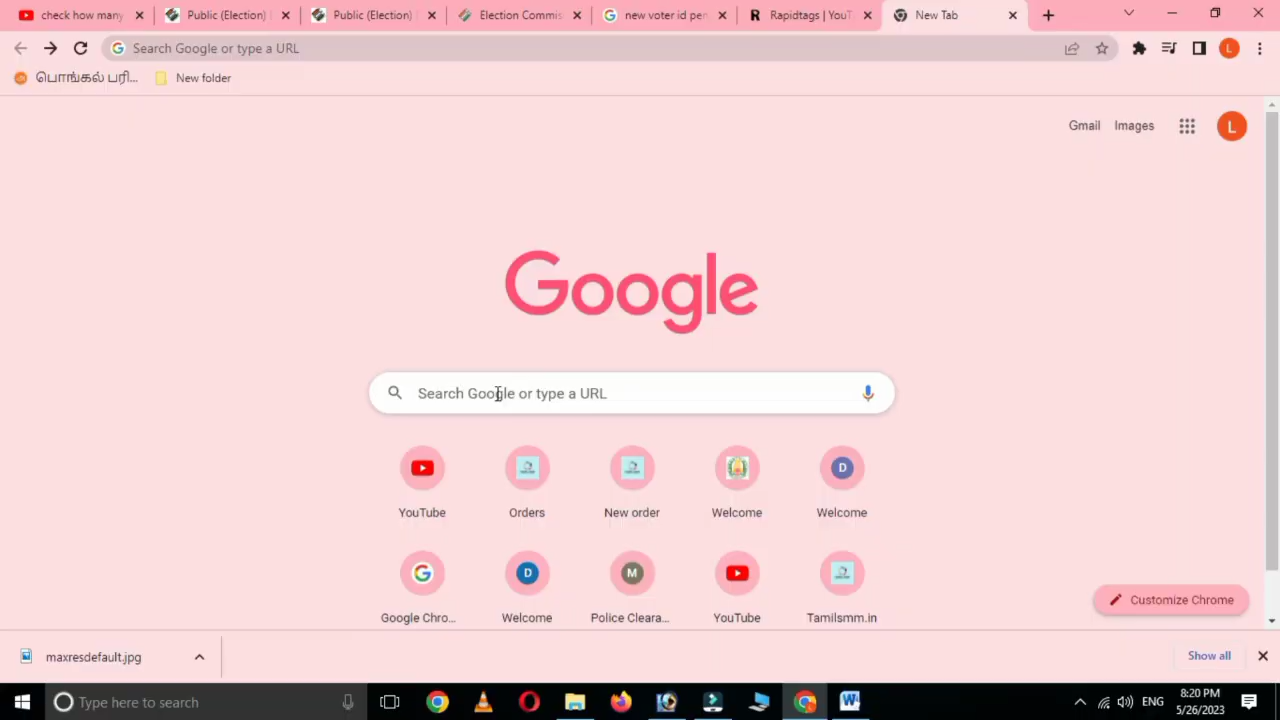 check how many
Public (Election)
Public (Election)
Election Commis
new voter id pen
Rapidtags | YouT
New Tab
Search Google or type a URL
பொங்கல் பரி...
New folder
Gmail
Images
L
Google
Search Google or type a URL
YouTube
Orders
New order
Welcome
Welcome
Google Chro...
Welcome
Police Cleara...
YouTube
Tamilsmm.in
Customize Chrome
maxresdefault.jpg
Show all
Type here to search
ENG
8:20 PM
5/26/2023